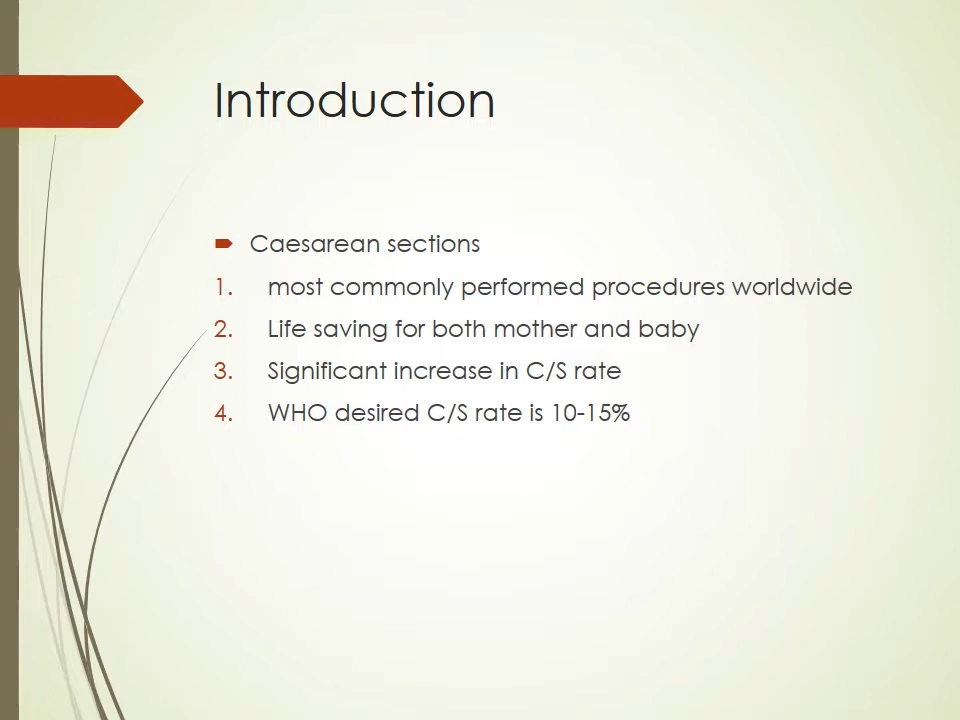 Introduction
Caesarean sections
1. most commonly performed procedures worldwide
2. Life saving for both mother and baby
3. Significant increase in C/S rate
4. WHO desired C/S rate is 10-15%